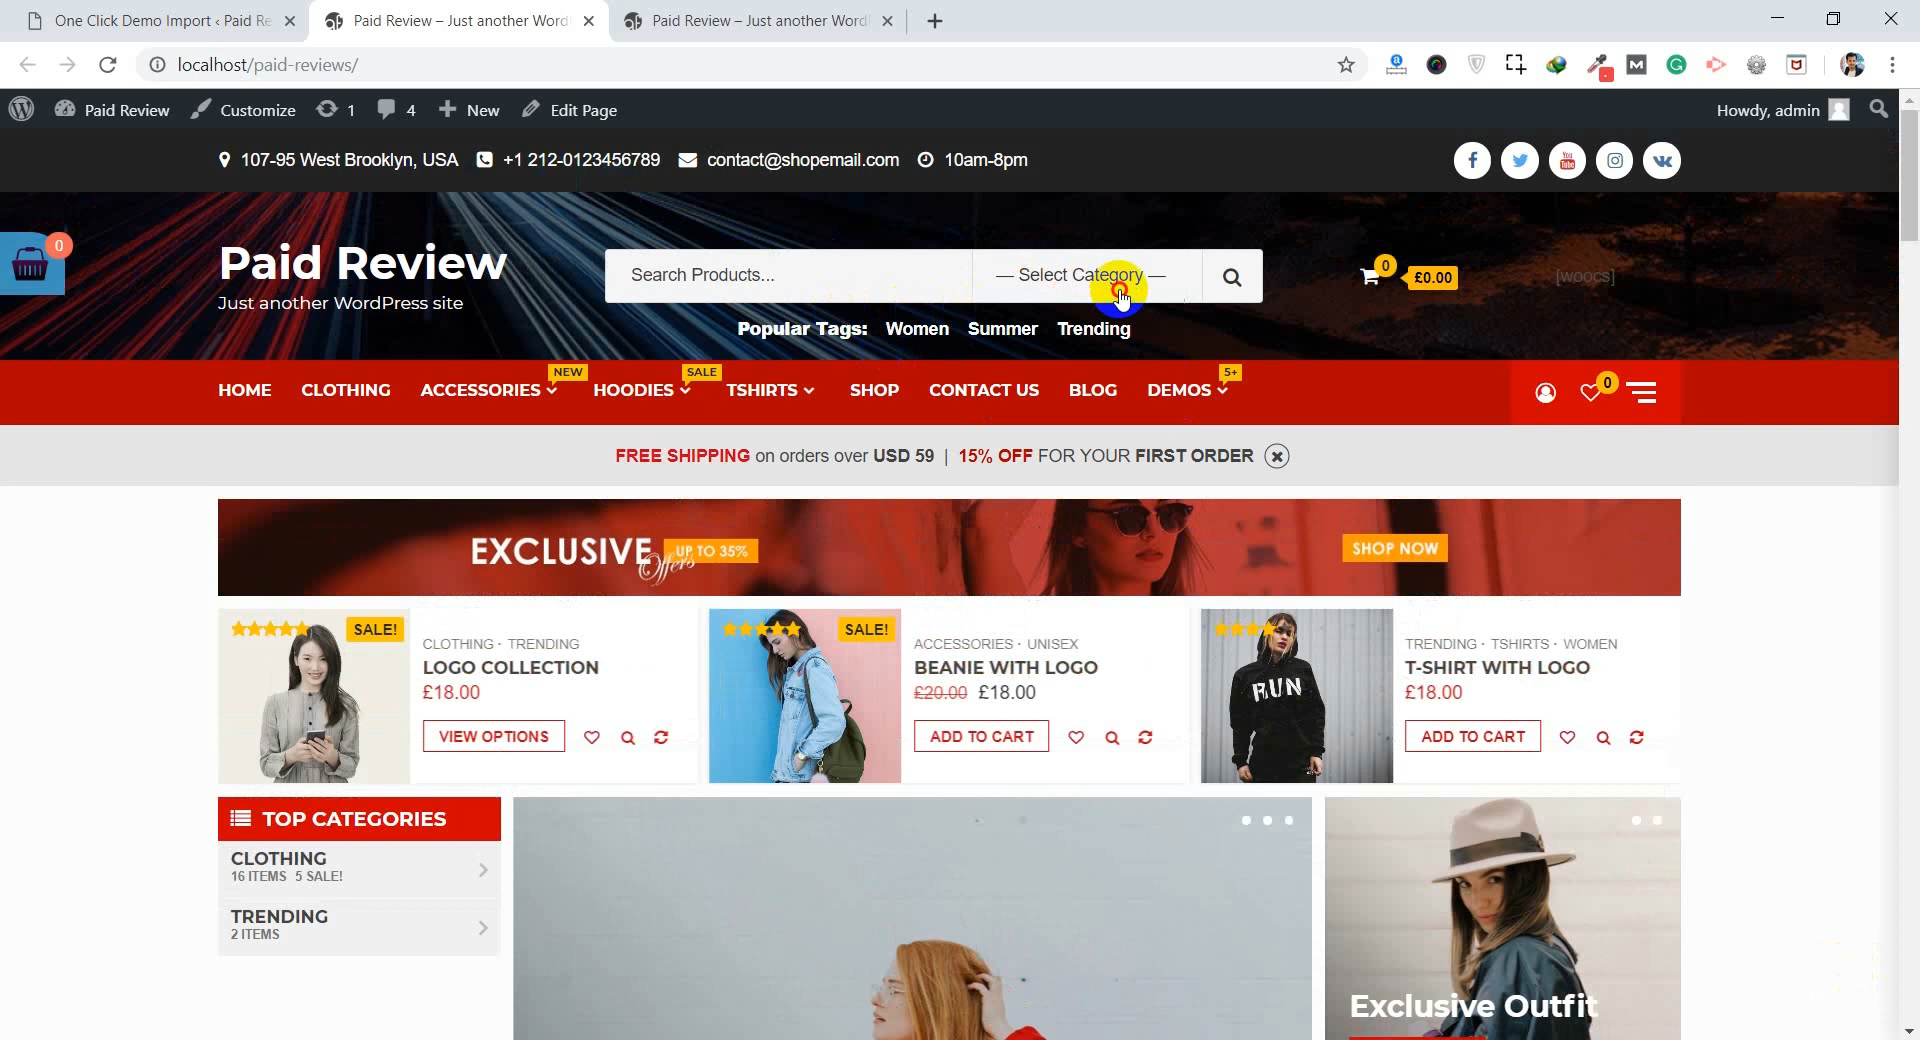 One Click Demo Import ‹ Paid Re
Paid Review – Just another Word
Paid Review – Just another Word
localhost/paid-reviews/
Paid Review Customize 1 4 New Edit Page Howdy, admin
107-95 West Brooklyn, USA +1 212-0123456789 contact@shopemail.com 10am-8pm
0
Paid Review
Just another WordPress site
Search Products... — Select Category —
0 £0.00 [woocs]
Popular Tags: Women Summer Trending
NEW SALE 5+
HOME CLOTHING ACCESSORIES HOODIES TSHIRTS SHOP CONTACT US BLOG DEMOS 0
FREE SHIPPING on orders over USD 59 | 15% OFF FOR YOUR FIRST ORDER
EXCLUSIVE Offers UP TO 35% SHOP NOW
SALE!
CLOTHING · TRENDING
LOGO COLLECTION
£18.00
VIEW OPTIONS
SALE!
ACCESSORIES · UNISEX
BEANIE WITH LOGO
£20.00 £18.00
ADD TO CART
RUN
TRENDING · TSHIRTS · WOMEN
T-SHIRT WITH LOGO
£18.00
ADD TO CART
TOP CATEGORIES
CLOTHING
16 ITEMS 5 SALE!
TRENDING
2 ITEMS
Exclusive Outfit